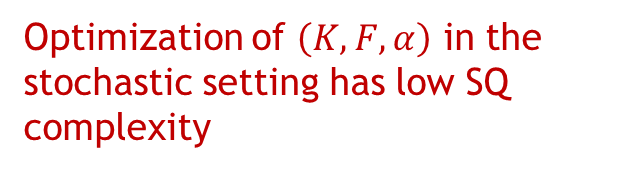 Optimization of (K, F, α) in the
stochastic setting has low SQ
complexity